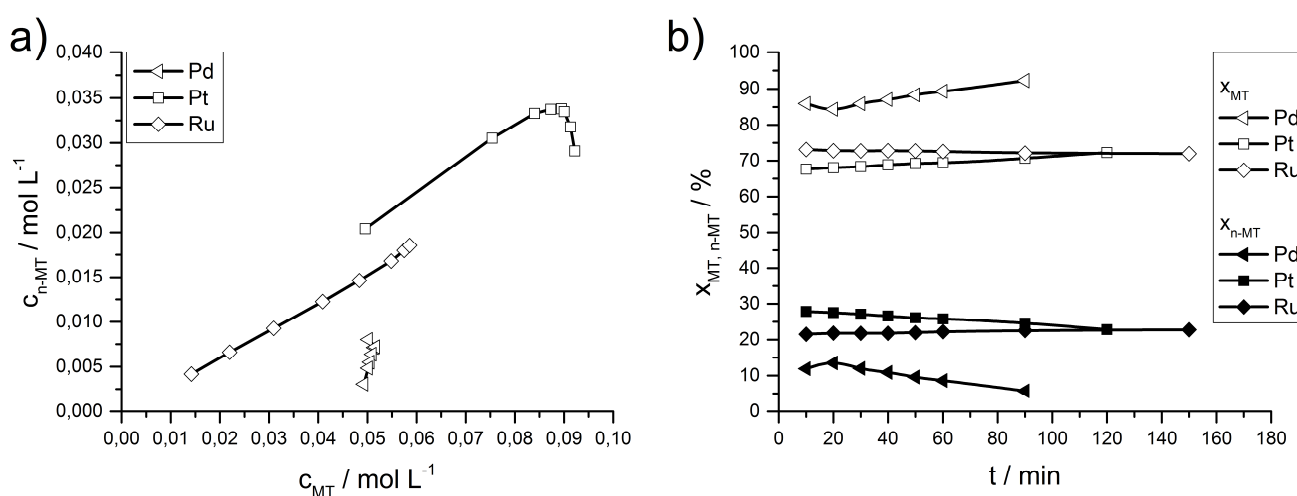 a)
0,040
0,035
0,030
0,025
0,020
0,015
0,010
0,005
0,000
c_n-MT / mol L^-1
Pd
Pt
Ru
0,00 0,01 0,02 0,03 0,04 0,05 0,06 0,07 0,08 0,09 0,10
c_MT / mol L^-1
b)
100
90
80
70
60
50
40
30
20
10
0
x_MT, n-MT / %
0 20 40 60 80 100 120 140 160 180
t / min
x_MT
Pd
Pt
Ru
x_n-MT
Pd
Pt
Ru